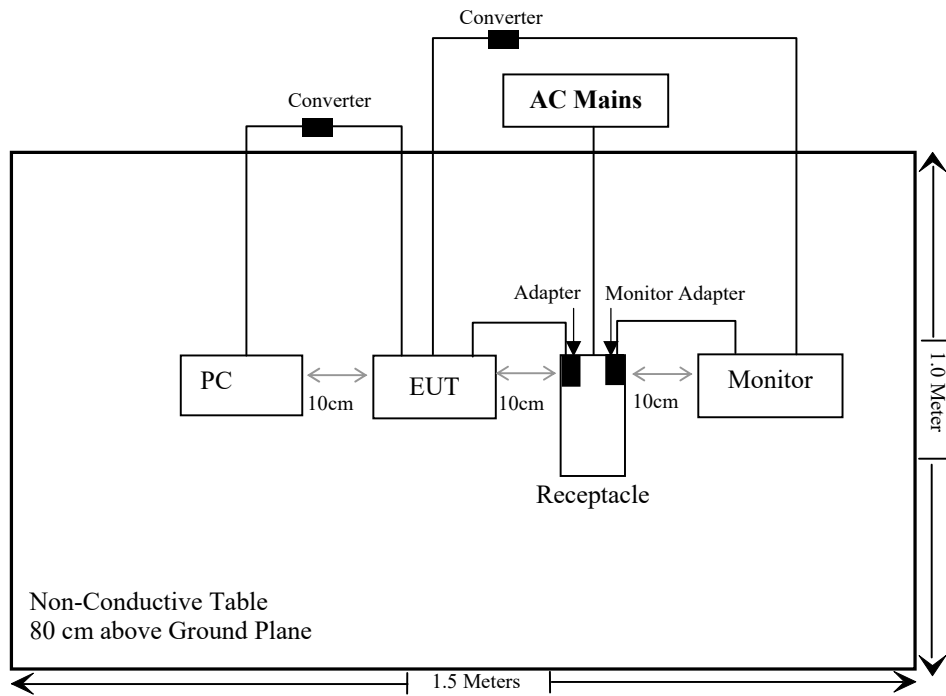 Converter
Converter
AC Mains
Adapter
Monitor Adapter
PC
EUT
Monitor
10cm
10cm
10cm
Receptacle
1.0 Meter
Non-Conductive Table
80 cm above Ground Plane
1.5 Meters